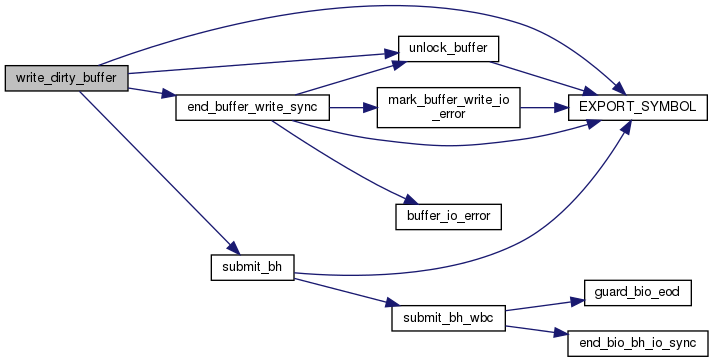 write_dirty_buffer
unlock_buffer
end_buffer_write_sync
mark_buffer_write_io
_error
EXPORT_SYMBOL
buffer_io_error
submit_bh
submit_bh_wbc
guard_bio_eod
end_bio_bh_io_sync